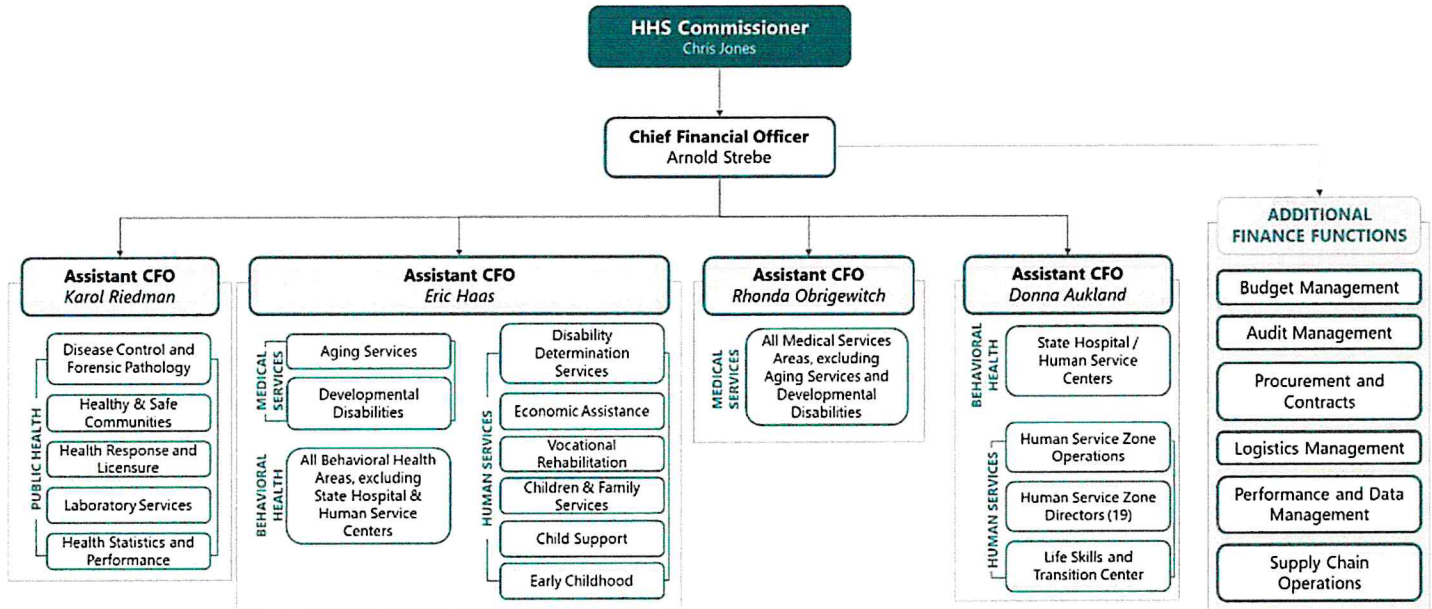 HHS Commissioner
Chris Jones
Chief Financial Officer
Arnold Strebe
ADDITIONAL
FINANCE FUNCTIONS
Budget Management
Audit Management
Procurement and
Contracts
Logistics Management
Performance and Data
Management
Supply Chain
Operations
Assistant CFO
Karol Riedman
PUBLIC HEALTH
Disease Control and
Forensic Pathology
Healthy & Safe
Communities
Health Response and
Licensure
Laboratory Services
Health Statistics and
Performance
Assistant CFO
Eric Haas
MEDICAL
SERVICES
Aging Services
Developmental
Disabilities
BEHAVIORAL
HEALTH
All Behavioral Health
Areas, excluding
State Hospital &
Human Service
Centers
HUMAN SERVICES
Disability
Determination
Services
Economic Assistance
Vocational
Rehabilitation
Children & Family
Services
Child Support
Early Childhood
Assistant CFO
Rhonda Obrigewitch
MEDICAL
SERVICES
All Medical Services
Areas, excluding
Aging Services and
Developmental
Disabilities
Assistant CFO
Donna Aukland
BEHAVIORAL
HEALTH
State Hospital /
Human Service
Centers
HUMAN SERVICES
Human Service Zone
Operations
Human Service Zone
Directors (19)
Life Skills and
Transition Center